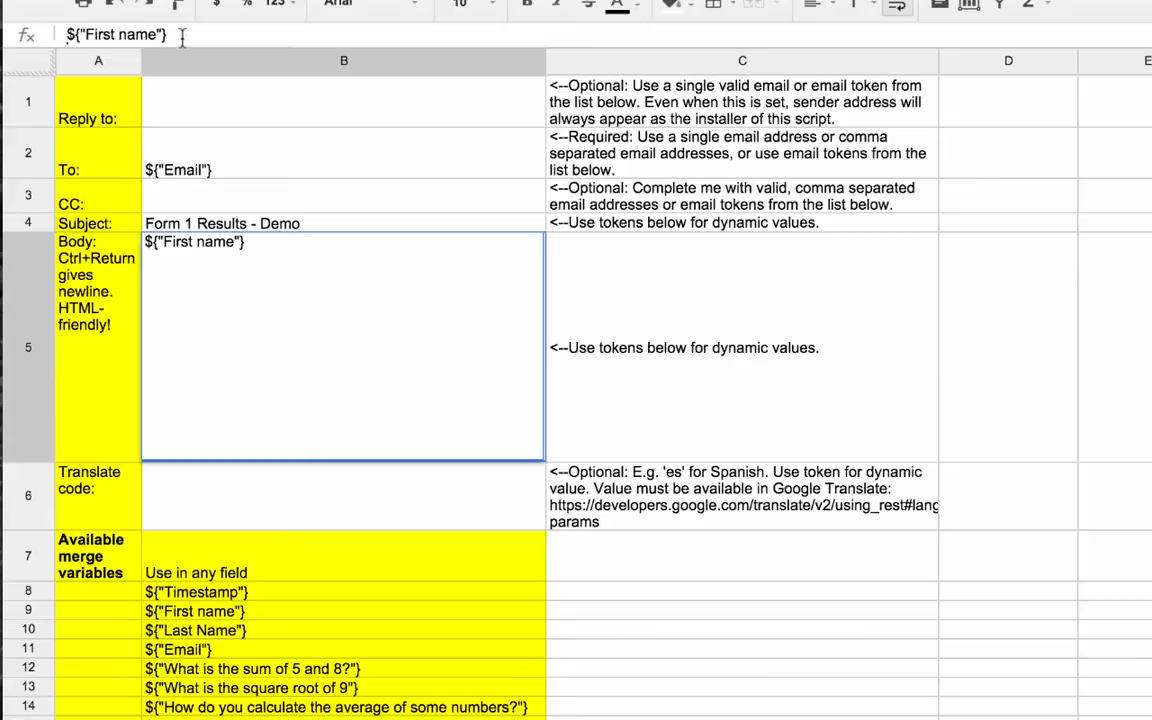 $ % 123 Arial 10 B I S A
fx ${"First name"}
A B C D E
1 Reply to: <--Optional: Use a single valid email or email token from
the list below. Even when this is set, sender address will
always appear as the installer of this script.
2 To: ${"Email"} <--Required: Use a single email address or comma
separated email addresses, or use email tokens from the
list below.
3 CC: <--Optional: Complete me with valid, comma separated
email addresses or email tokens from the list below.
4 Subject: Form 1 Results - Demo <--Use tokens below for dynamic values.
5 Body: ${"First name"}
Ctrl+Return
gives
newline.
HTML-
friendly!
<--Use tokens below for dynamic values.
6 Translate
code:
<--Optional: E.g. 'es' for Spanish. Use token for dynamic
value. Value must be available in Google Translate:
https://developers.google.com/translate/v2/using_rest#lang
params
7 Available
merge
variables Use in any field
8 ${"Timestamp"}
9 ${"First name"}
10 ${"Last Name"}
11 ${"Email"}
12 ${"What is the sum of 5 and 8?"}
13 ${"What is the square root of 9"}
14 ${"How do you calculate the average of some numbers?"}